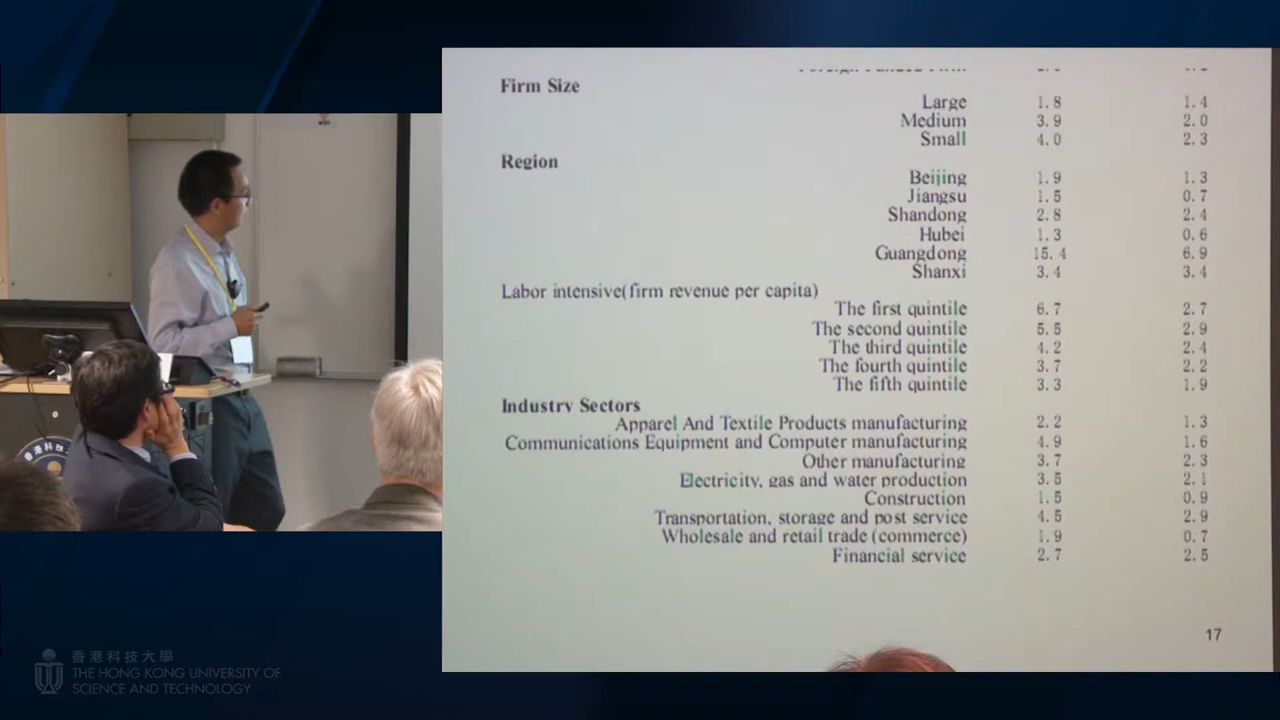 Firm Size
Large 1.8 1.4
Medium 3.9 2.0
Small 4.0 2.3
Region
Beijing 1.9 1.3
Jiangsu 1.5 0.7
Shandong 2.8 2.4
Hubei 1.3 0.6
Guangdong 15.4 6.9
Shanxi 3.4 3.4
Labor intensive(firm revenue per capita)
The first quintile 6.7 2.7
The second quintile 5.5 2.9
The third quintile 4.2 2.4
The fourth quintile 3.7 2.2
The fifth quintile 3.3 1.9
Industry Sectors
Apparel And Textile Products manufacturing 2.2 1.3
Communications Equipment and Computer manufacturing 4.9 1.6
Other manufacturing 3.7 2.3
Electricity, gas and water production 3.5 2.1
Construction 1.5 0.9
Transportation, storage and post service 4.5 2.9
Wholesale and retail trade (commerce) 1.9 0.7
Financial service 2.7 2.5
17
香港科技
香港科技大學
THE HONG KONG UNIVERSITY OF
SCIENCE AND TECHNOLOGY